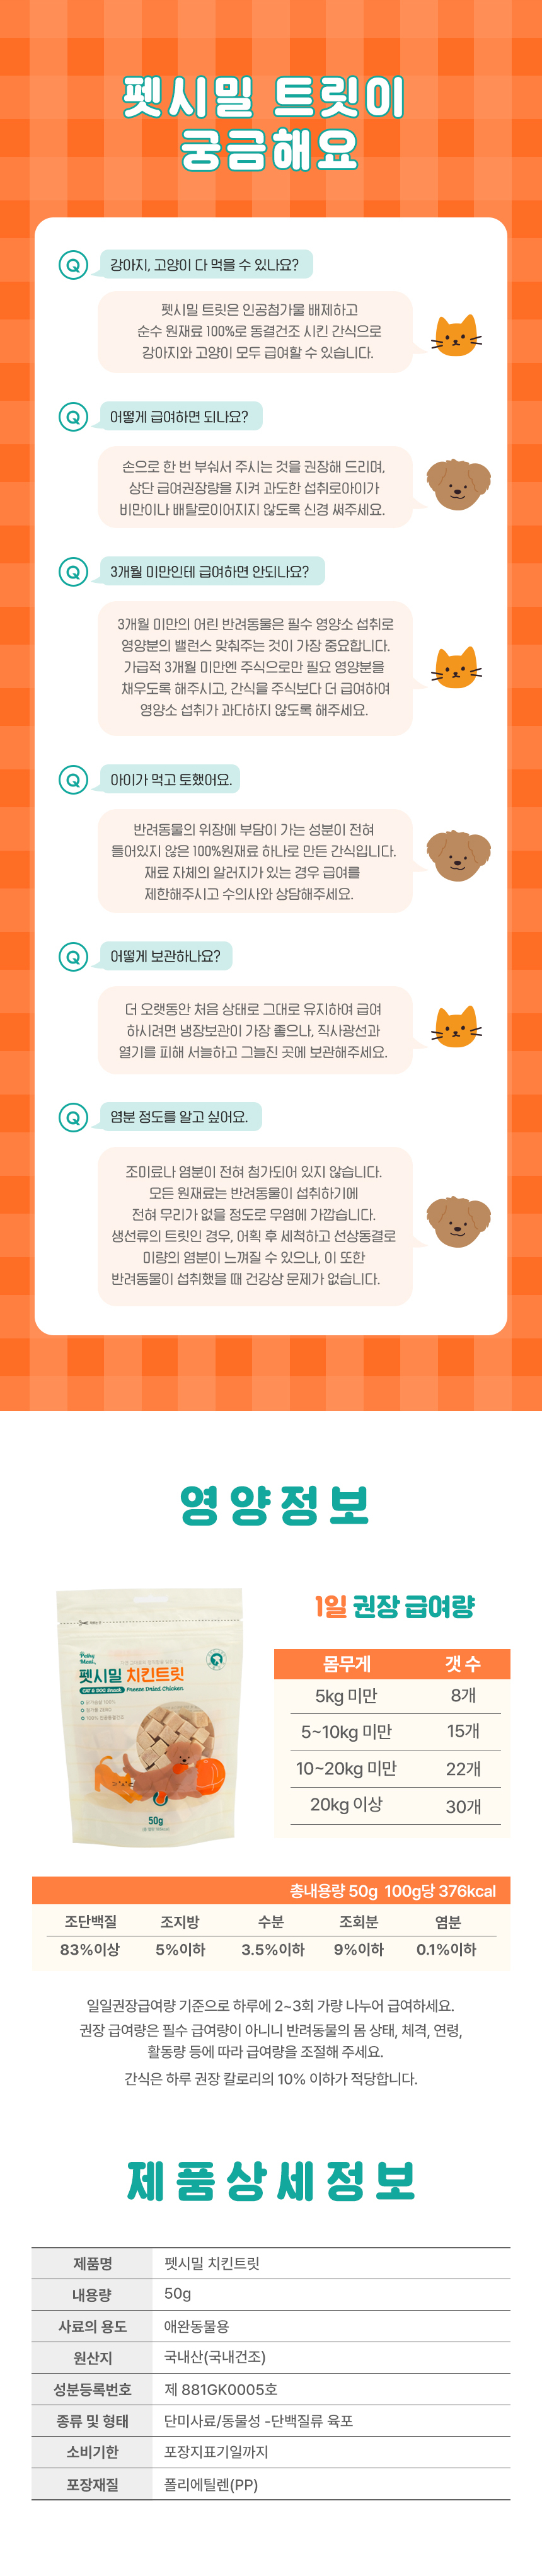 펫시밀 트릿이
궁금해요
Q 강아지, 고양이 다 먹을 수 있나요?
펫시밀 트릿은 인공첨가물 배제하고
순수 원재료 100%로 동결건조 시킨 간식으로
강아지와 고양이 모두 급여할 수 있습니다.
Q 어떻게 급여하면 되나요?
손으로 한 번 부숴서 주시는 것을 권장해 드리며,
상단 급여권장량을 지켜 과도한 섭취로아이가
비만이나 배탈로이어지지 않도록 신경 써주세요.
Q 3개월 미만인데 급여하면 안되나요?
3개월 미만의 어린 반려동물은 필수 영양소 섭취로
영양분의 밸런스 맞춰주는 것이 가장 중요합니다.
가급적 3개월 미만엔 주식으로만 필요 영양분을
채우도록 해주시고, 간식을 주식보다 더 급여하여
영양소 섭취가 과다하지 않도록 해주세요.
Q 아이가 먹고 토했어요.
반려동물의 위장에 부담이 가는 성분이 전혀
들어있지 않은 100%원재료 하나로 만든 간식입니다.
재료 자체의 알러지가 있는 경우 급여를
제한해주시고 수의사와 상담해주세요.
Q 어떻게 보관하나요?
더 오랫동안 처음 상태로 그대로 유지하여 급여
하시려면 냉장보관이 가장 좋으나, 직사광선과
열기를 피해 서늘하고 그늘진 곳에 보관해주세요.
Q 염분 정도를 알고 싶어요.
조미료나 염분이 전혀 첨가되어 있지 않습니다.
모든 원재료는 반려동물이 섭취하기에
전혀 무리가 없을 정도로 무염에 가깝습니다.
생선류의 트릿인 경우, 어획 후 세척하고 선상동결로
미량의 염분이 느껴질 수 있으나, 이 또한
반려동물이 섭취했을 때 건강상 문제가 없습니다.
영양정보
Petsy Meal.
펫시밀 치킨트릿
CAT & DOG Snack Freeze Dried Chicken
50g
1일 권장 급여량
몸무게 갯 수
5kg 미만 8개
5~10kg 미만 15개
10~20kg 미만 22개
20kg 이상 30개
총내용량 50g 100g당 376kcal
조단백질 조지방 수분 조회분 염분
83%이상 5%이하 3.5%이하 9%이하 0.1%이하
일일권장급여량 기준으로 하루에 2~3회 가량 나누어 급여하세요.
권장 급여량은 필수 급여량이 아니니 반려동물의 몸 상태, 체격, 연령,
활동량 등에 따라 급여량을 조절해 주세요.
간식은 하루 권장 칼로리의 10% 이하가 적당합니다.
제품상세정보
제품명 펫시밀 치킨트릿
내용량 50g
사료의 용도 애완동물용
원산지 국내산(국내건조)
성분등록번호 제 881GK0005호
종류 및 형태 단미사료/동물성 -단백질류 육포
소비기한 포장지표기일까지
포장재질 폴리에틸렌(PP)